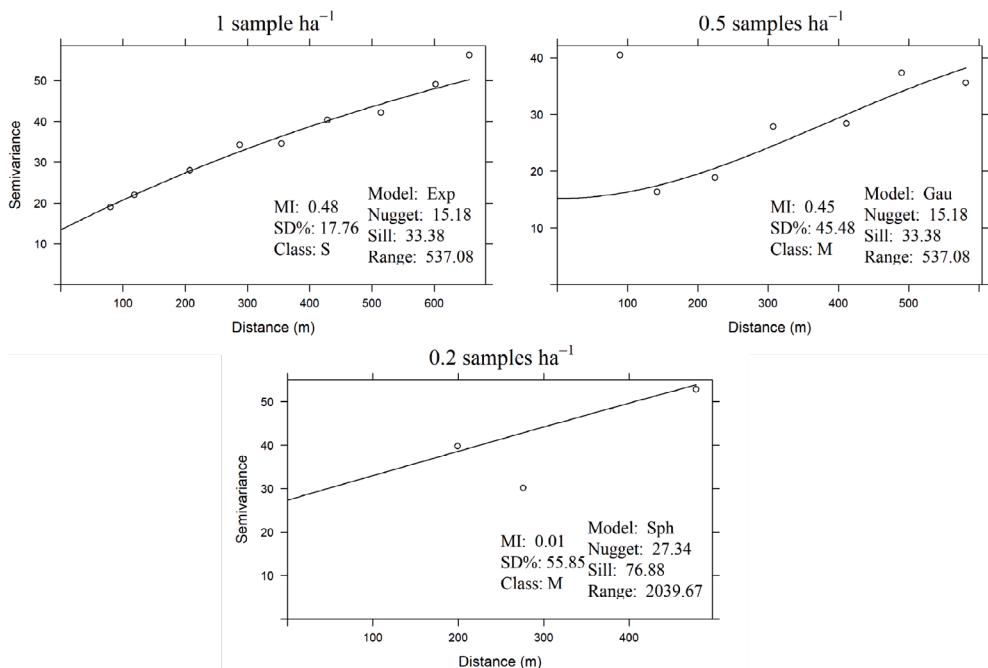 1 sample ha⁻¹
Semivariance
50
40
30
20
10
MI: 0.48
SD%: 17.76
Class: S
Model: Exp
Nugget: 15.18
Sill: 33.38
Range: 537.08
100 200 300 400 500 600
Distance (m)
0.5 samples ha⁻¹
40
30
20
10
MI: 0.45
SD%: 45.48
Class: M
Model: Gau
Nugget: 15.18
Sill: 33.38
Range: 537.08
100 200 300 400 500
Distance (m)
0.2 samples ha⁻¹
Semivariance
50
40
30
20
10
MI: 0.01
SD%: 55.85
Class: M
Model: Sph
Nugget: 27.34
Sill: 76.88
Range: 2039.67
100 200 300 400
Distance (m)